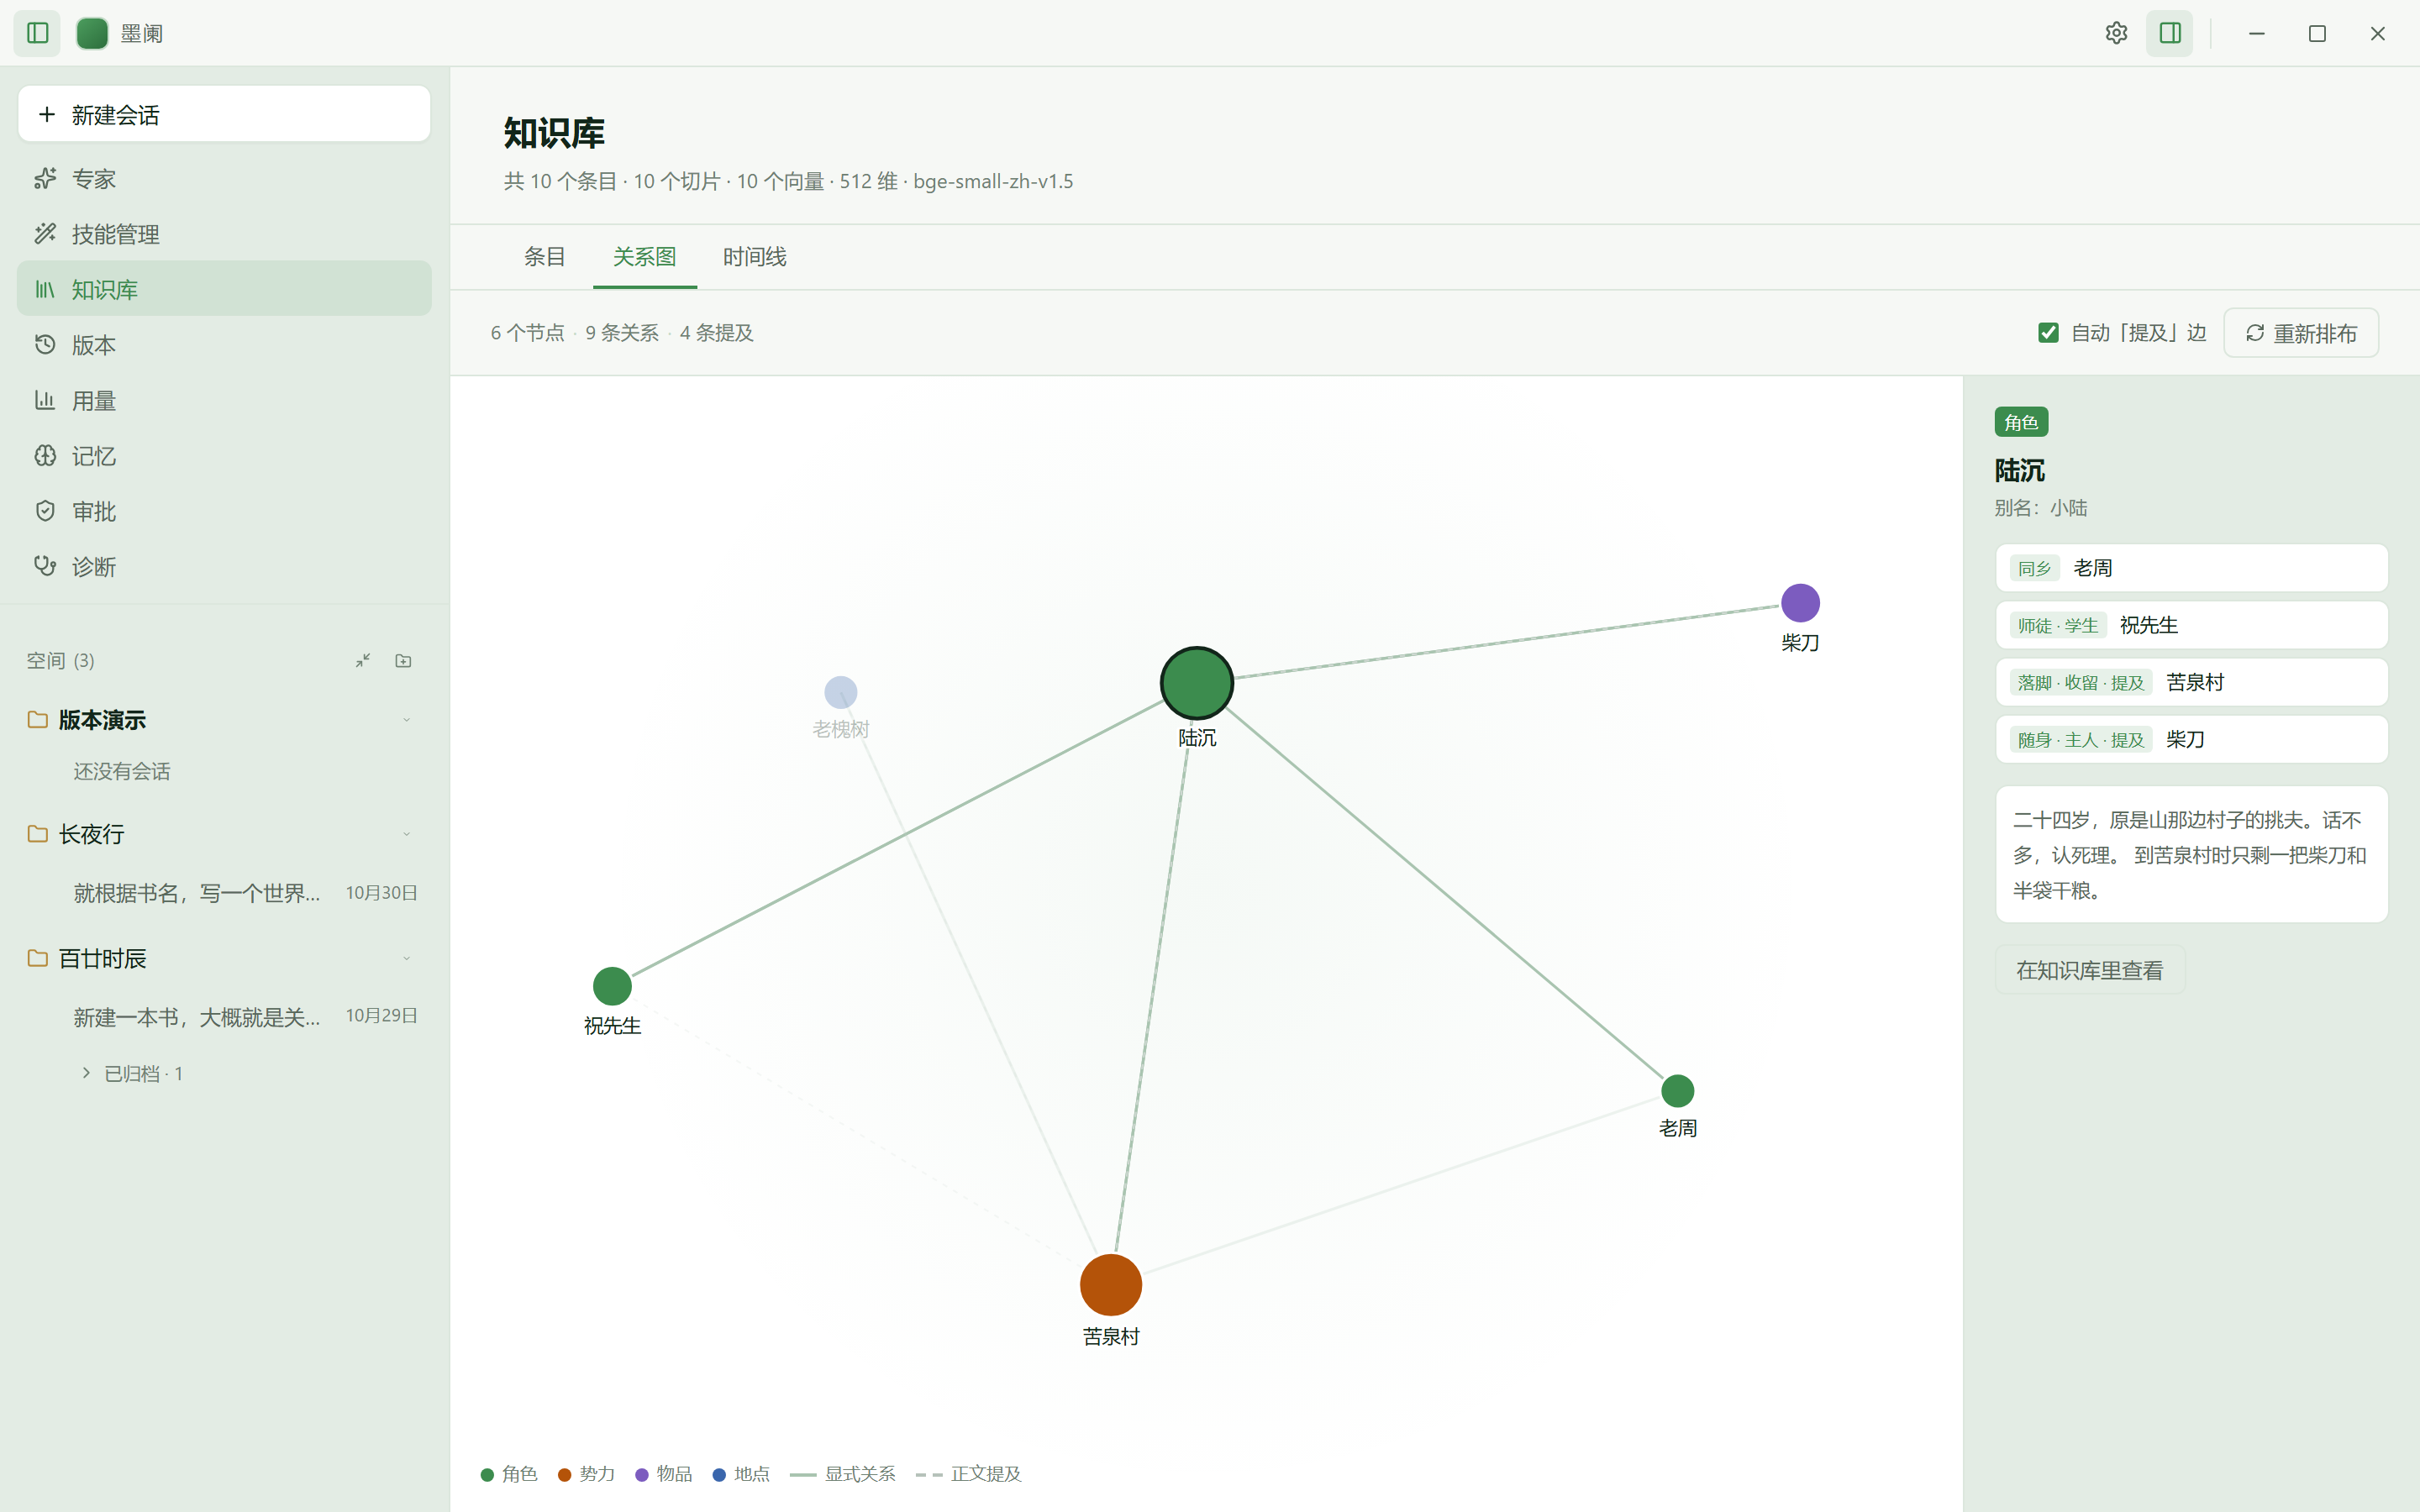 墨阑
新建会话
专家
技能管理
知识库
版本
用量
记忆
审批
诊断
空间 (3)
版本演示
还没有会话
长夜行
就根据书名，写一个世界... 10月30日
百廿时辰
新建一本书，大概就是关... 10月29日
已归档 · 1
知识库
共 10 个条目 · 10 个切片 · 10 个向量 · 512 维 · bge-small-zh-v1.5
条目 关系图 时间线
6 个节点 · 9 条关系 · 4 条提及
自动「提及」边 重新排布
柴刀
老槐树
陆沉
祝先生
老周
苦泉村
角色 势力 物品 地点 显式关系 正文提及
角色
陆沉
别名：小陆
同乡 老周
师徒 · 学生 祝先生
落脚 · 收留 · 提及 苦泉村
随身 · 主人 · 提及 柴刀
二十四岁，原是山那边村子的挑夫。话不
多，认死理。 到苦泉村时只剩一把柴刀和
半袋干粮。
在知识库里查看